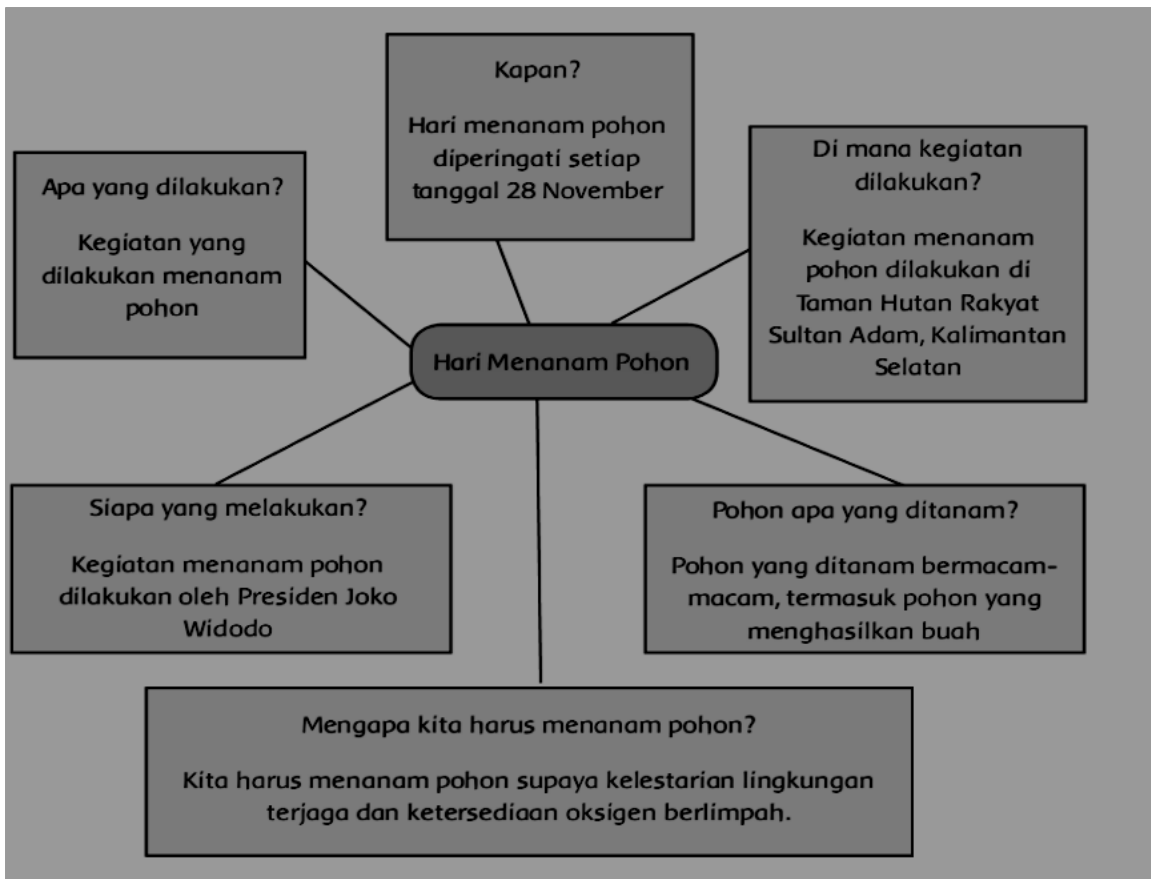 Kapan?
Hari menanam pohon
diperingati setiap
tanggal 28 November
Apa yang dilakukan?
Kegiatan yang
dilakukan menanam
pohon
Di mana kegiatan
dilakukan?
Kegiatan menanam
pohon dilakukan di
Taman Hutan Rakyat
Sultan Adam, Kalimantan
Selatan
Hari Menanam Pohon
Siapa yang melakukan?
Kegiatan menanam pohon
dilakukan oleh Presiden Joko
Widodo
Pohon apa yang ditanam?
Pohon yang ditanam bermacam-
macam, termasuk pohon yang
menghasilkan buah
Mengapa kita harus menanam pohon?
Kita harus menanam pohon supaya kelestarian lingkungan
terjaga dan ketersediaan oksigen berlimpah.